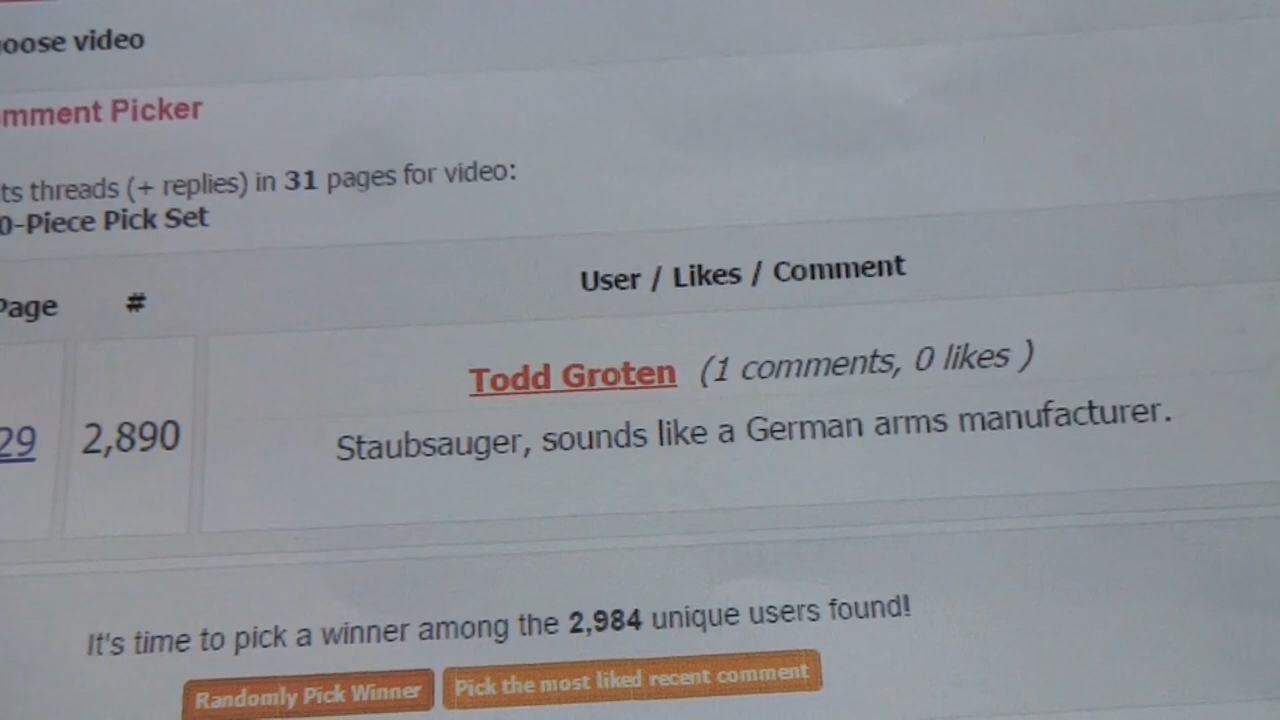 oose video
mment Picker
ts threads (+ replies) in 31 pages for video:
0-Piece Pick Set
Page # User / Likes / Comment
Todd Groten (1 comments, 0 likes )
29 2,890 Staubsauger, sounds like a German arms manufacturer.
It's time to pick a winner among the 2,984 unique users found!
Randomly Pick Winner Pick the most liked recent comment